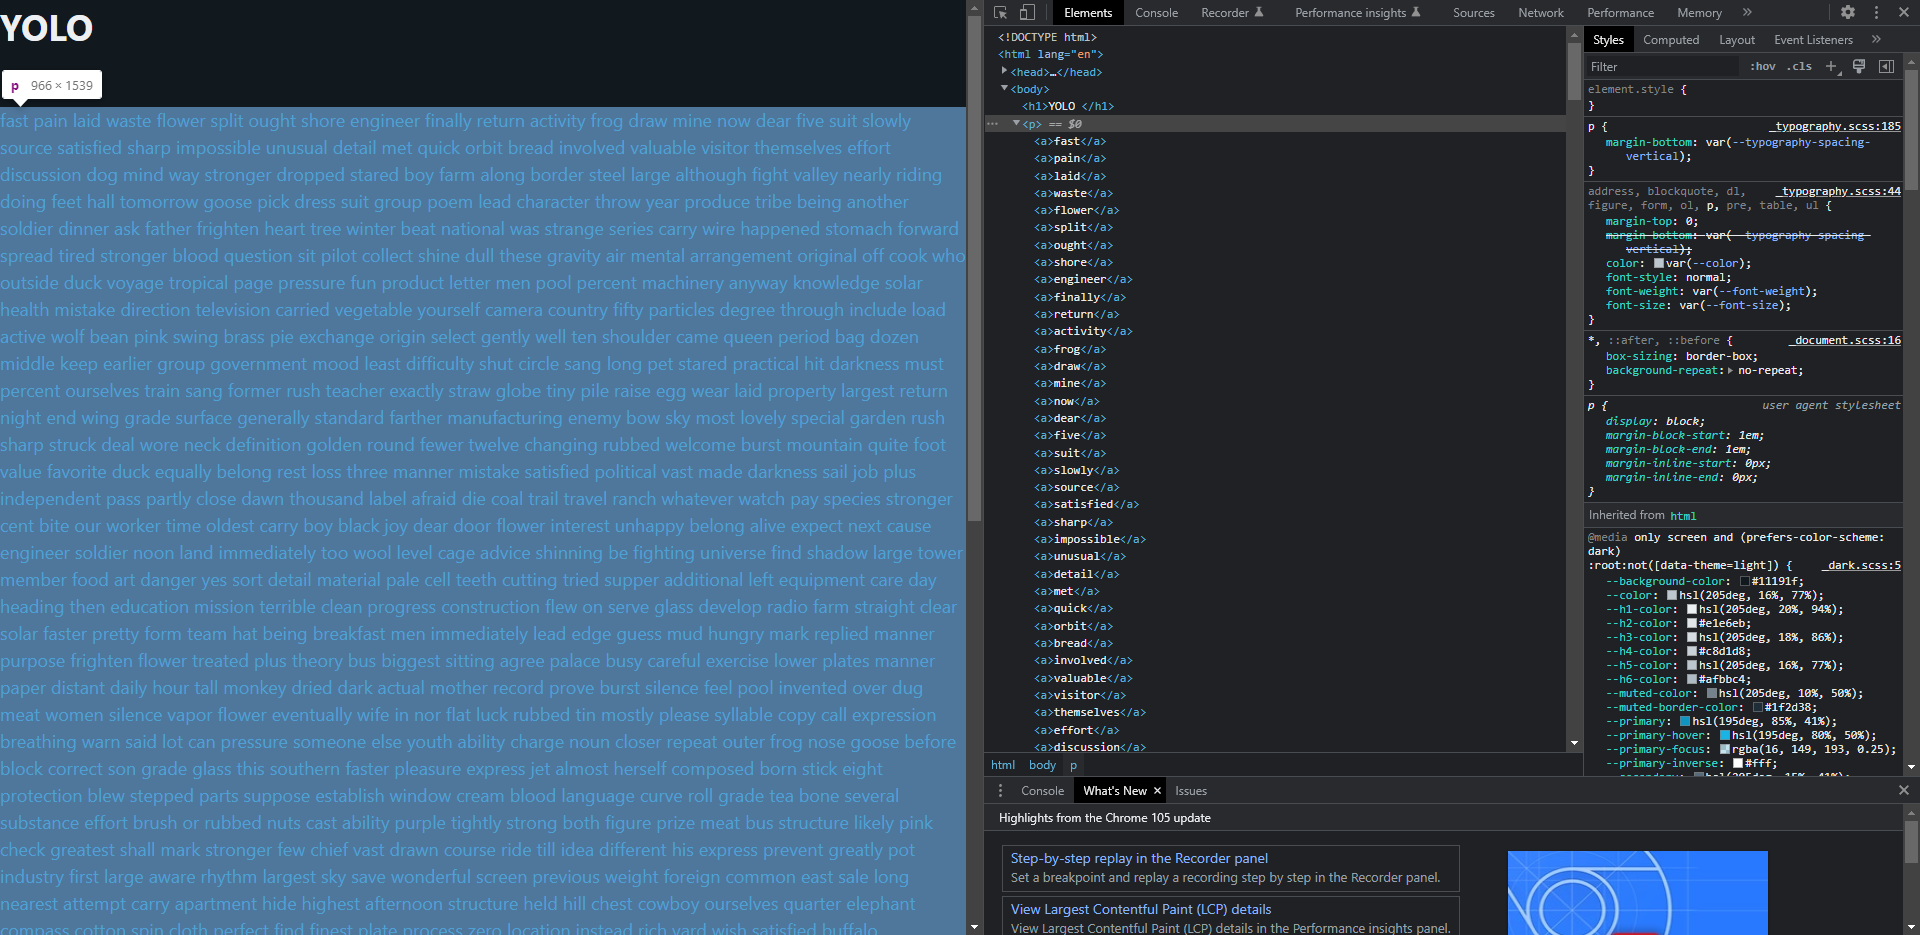 YOLO
p 966 × 1539
fast pain laid waste flower split ought shore engineer finally return activity frog draw mine now dear five suit slowly
source satisfied sharp impossible unusual detail met quick orbit bread involved valuable visitor themselves effort
discussion dog mind way stronger dropped stared boy farm along border steel large although fight valley nearly riding
doing feet hall tomorrow goose pick dress suit group poem lead character throw year produce tribe being another
soldier dinner ask father frighten heart tree winter beat national was strange series carry wire happened stomach forward
spread tired stronger blood question sit pilot collect shine dull these gravity air mental arrangement original off cook who
outside duck voyage tropical page pressure fun product letter men pool percent machinery anyway knowledge solar
health mistake direction television carried vegetable yourself camera country fifty particles degree through include load
active wolf bean pink swing brass pie exchange origin select gently well ten shoulder came queen period bag dozen
middle keep earlier group government mood least difficulty shut circle sang long pet stared practical hit darkness must
percent ourselves train sang former rush teacher exactly straw globe tiny pile raise egg wear laid property largest return
night end wing grade surface generally standard farther manufacturing enemy bow sky most lovely special garden rush
sharp struck deal wore neck definition golden round fewer twelve changing rubbed welcome burst mountain quite foot
value favorite duck equally belong rest loss three manner mistake satisfied political vast made darkness sail job plus
independent pass partly close dawn thousand label afraid die coal trail travel ranch whatever watch pay species stronger
cent bite our worker time oldest carry boy black joy dear door flower interest unhappy belong alive expect next cause
engineer soldier noon land immediately too wool level cage advice shinning be fighting universe find shadow large tower
member food art danger yes sort detail material pale cell teeth cutting tried supper additional left equipment care day
heading then education mission terrible clean progress construction flew on serve glass develop radio farm straight clear
solar faster pretty form team hat being breakfast men immediately lead edge guess mud hungry mark replied manner
purpose frighten flower treated plus theory bus biggest sitting agree palace busy careful exercise lower plates manner
paper distant daily hour tall monkey dried dark actual mother record prove burst silence feel pool invented over dug
meat women silence vapor flower eventually wife in nor flat luck rubbed tin mostly please syllable copy call expression
breathing warn said lot can pressure someone else youth ability charge noun closer repeat outer frog nose goose before
block correct son grade glass this southern faster pleasure express jet almost herself composed born stick eight
protection blew stepped parts suppose establish window cream blood language curve roll grade tea bone several
substance effort brush or rubbed nuts cast ability purple tightly strong both figure prize meat bus structure likely pink
check greatest shall mark stronger few chief vast drawn course ride till idea different his express prevent greatly pot
industry first large aware rhythm largest sky save wonderful screen previous weight foreign common east sale long
nearest attempt carry apartment hide highest afternoon structure held hill chest cowboy ourselves quarter elephant
compass cotton spin cloth perfect find finest plate process zero location instead rich yard wish satisfied buffalo
Elements Console Recorder Performance insights Sources Network Performance Memory »
<!DOCTYPE html>
<html lang="en">
<head>…</head>
<body>
<h1>YOLO </h1>
<p> == $0
<a>fast</a>
<a>pain</a>
<a>laid</a>
<a>waste</a>
<a>flower</a>
<a>split</a>
<a>ought</a>
<a>shore</a>
<a>engineer</a>
<a>finally</a>
<a>return</a>
<a>activity</a>
<a>frog</a>
<a>draw</a>
<a>mine</a>
<a>now</a>
<a>dear</a>
<a>five</a>
<a>suit</a>
<a>slowly</a>
<a>source</a>
<a>satisfied</a>
<a>sharp</a>
<a>impossible</a>
<a>unusual</a>
<a>detail</a>
<a>met</a>
<a>quick</a>
<a>orbit</a>
<a>bread</a>
<a>involved</a>
<a>valuable</a>
<a>visitor</a>
<a>themselves</a>
<a>effort</a>
<a>discussion</a>
html body p
Styles Computed Layout Event Listeners »
Filter :hov .cls +
element.style {
}
p { _typography.scss:185
margin-bottom: var(--typography-spacing-
vertical);
}
address, blockquote, dl, _typography.scss:44
figure, form, ol, p, pre, table, ul {
margin-top: 0;
margin-bottom: var(--typography-spacing-
vertical);
color: var(--color);
font-style: normal;
font-weight: var(--font-weight);
font-size: var(--font-size);
}
*, ::after, ::before { _document.scss:16
box-sizing: border-box;
background-repeat: no-repeat;
}
p { user agent stylesheet
display: block;
margin-block-start: 1em;
margin-block-end: 1em;
margin-inline-start: 0px;
margin-inline-end: 0px;
}
Inherited from html
@media only screen and (prefers-color-scheme:
dark)
:root:not([data-theme=light]) { _dark.scss:5
--background-color: #11191f;
--color: hsl(205deg, 16%, 77%);
--h1-color: hsl(205deg, 20%, 94%);
--h2-color: #e1e6eb;
--h3-color: hsl(205deg, 18%, 86%);
--h4-color: #c8d1d8;
--h5-color: hsl(205deg, 16%, 77%);
--h6-color: #afbbc4;
--muted-color: hsl(205deg, 10%, 50%);
--muted-border-color: #1f2d38;
--primary: hsl(195deg, 85%, 41%);
--primary-hover: hsl(195deg, 80%, 50%);
--primary-focus: rgba(16, 149, 193, 0.25);
--primary-inverse: #fff;
--secondary: hsl(205deg, 15%, 41%);
Console What's New Issues
Highlights from the Chrome 105 update
Step-by-step replay in the Recorder panel
Set a breakpoint and replay a recording step by step in the Recorder panel.
View Largest Contentful Paint (LCP) details
View Largest Contentful Paint (LCP) details in the Performance insights panel.